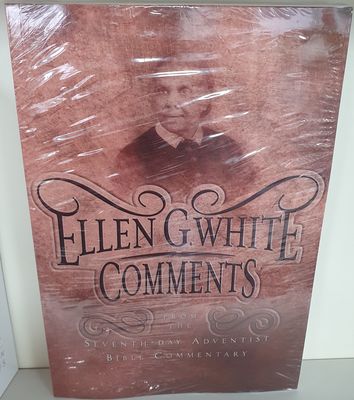 ELLEN G. WHITE
COMMENTS
FROM
THE
SEVENTH-DAY ADVENTIST
BIBLE COMMENTARY